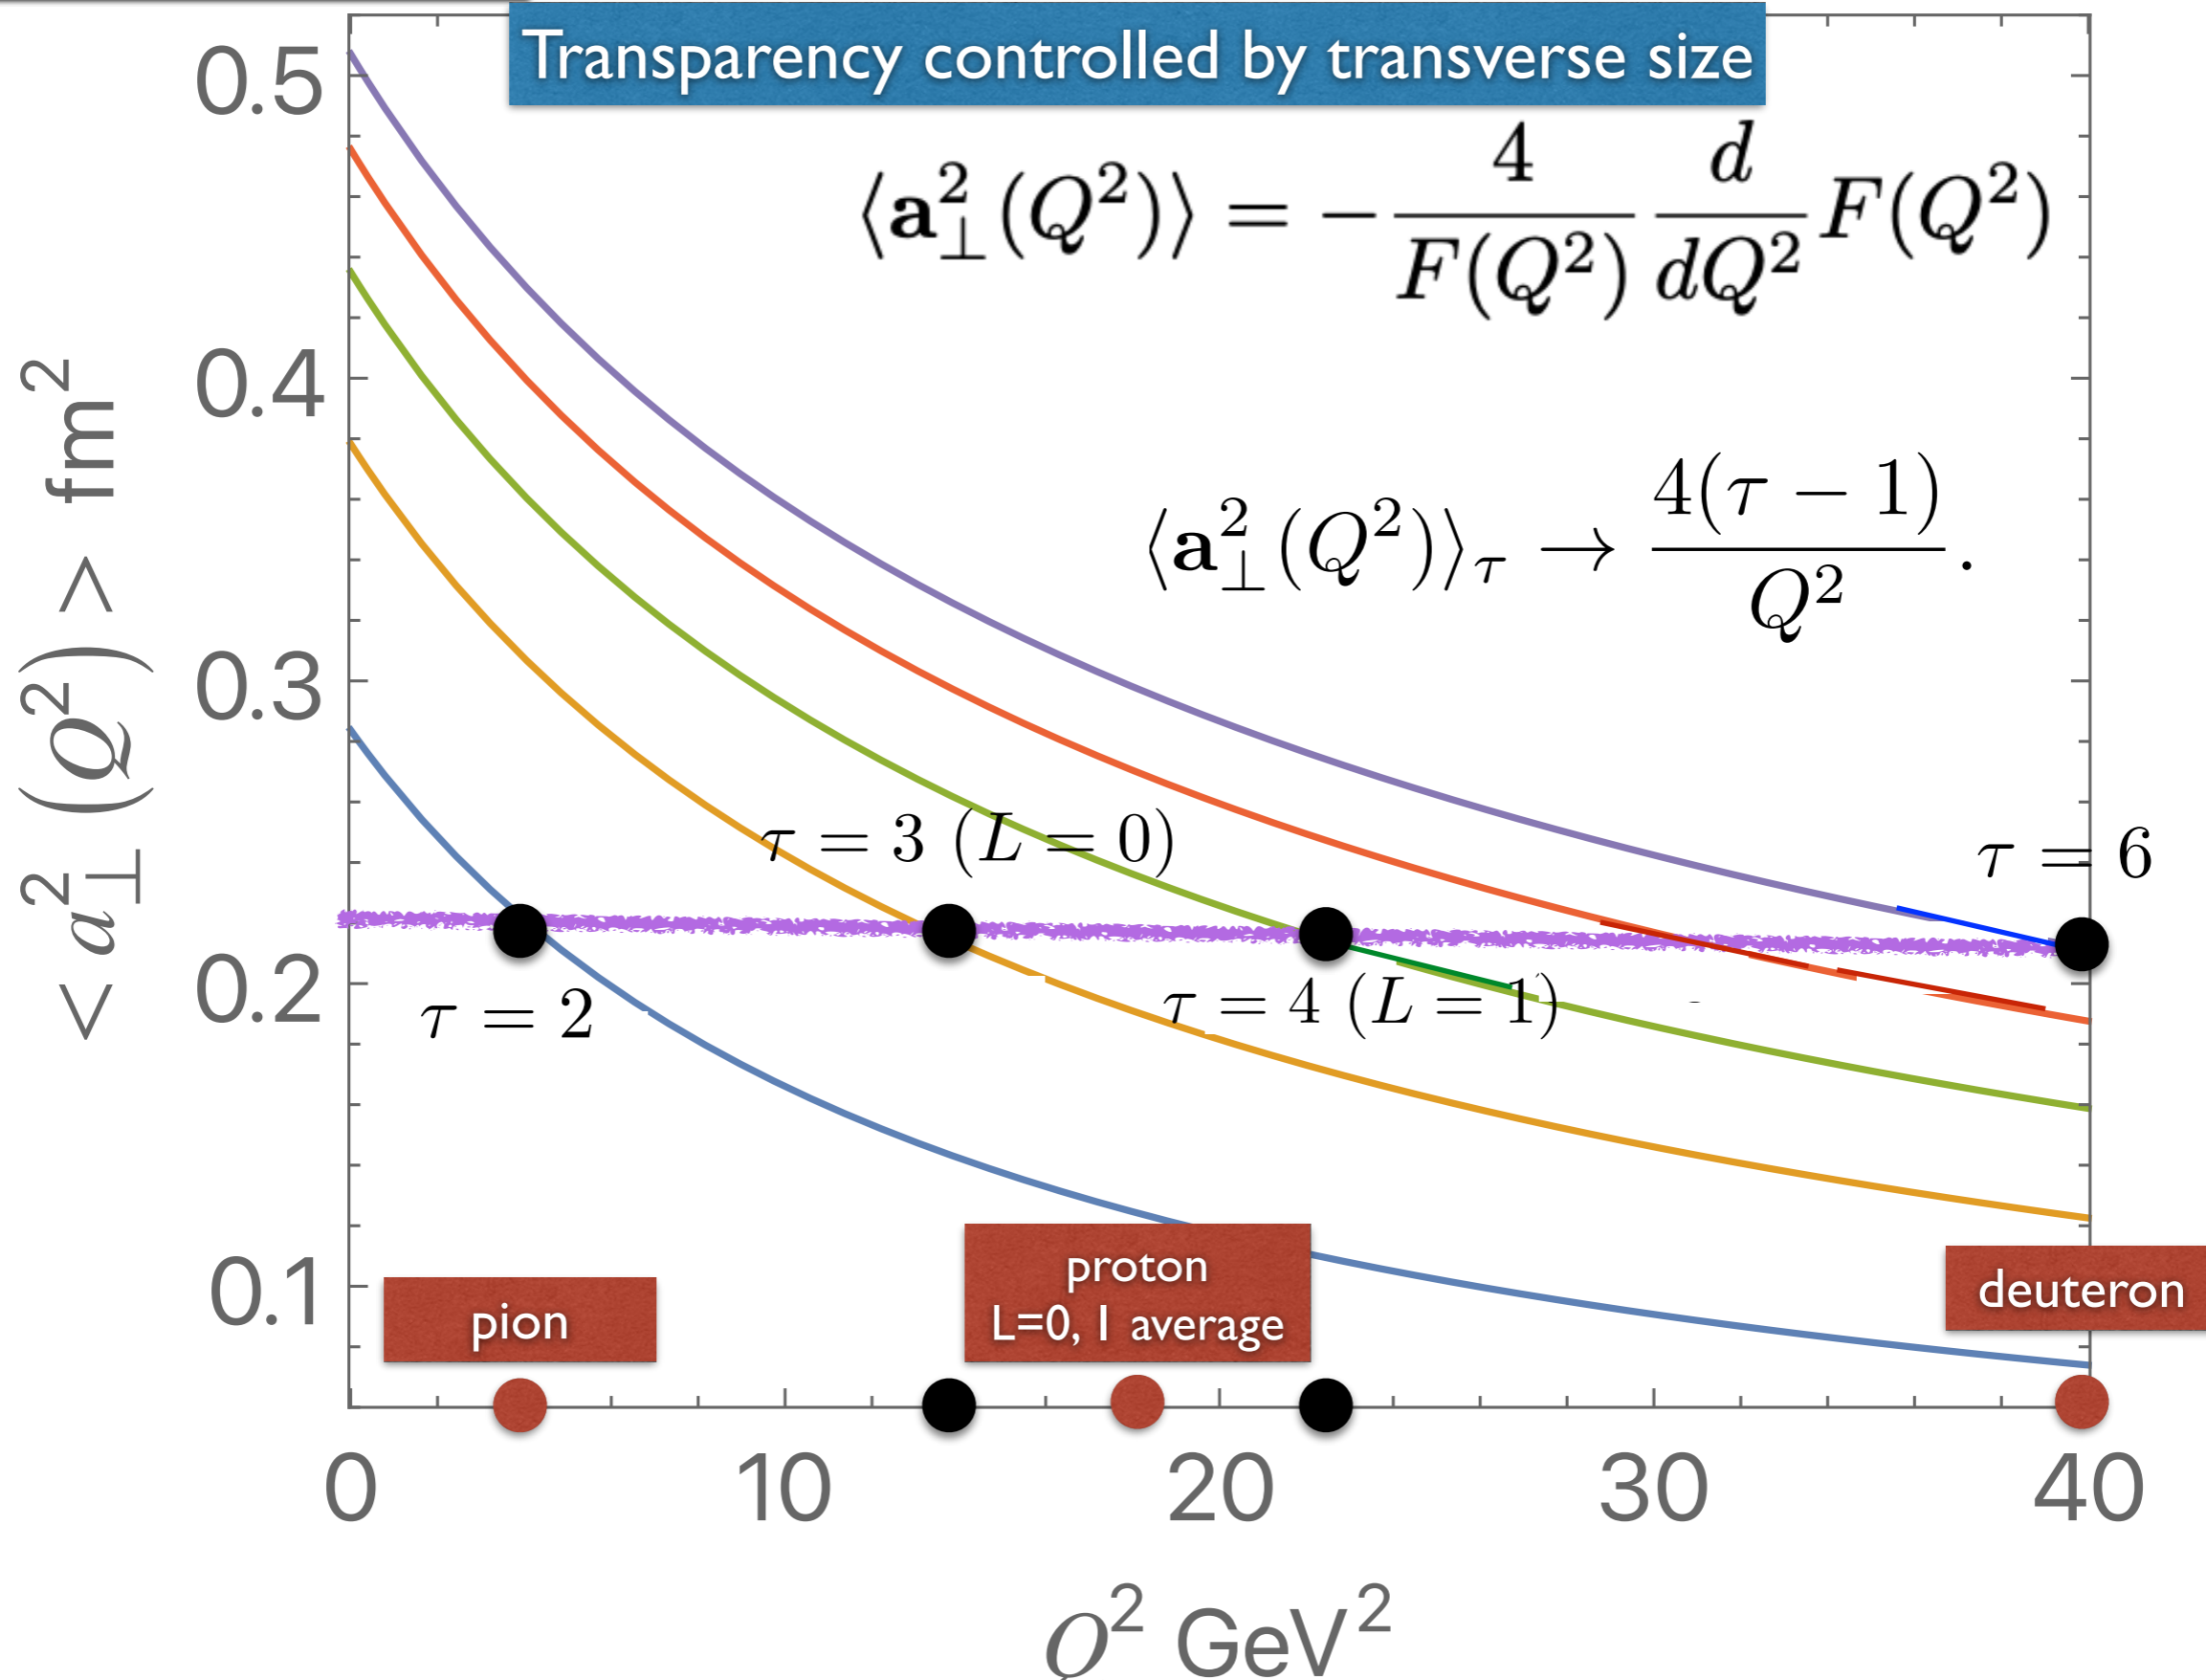 Transparency controlled by transverse size
0.5
0.4
0.3
0.2
0.1
< a²⊥ (Q²) > fm²
⟨a²⊥(Q²)⟩ = − 4/F(Q²) d/dQ² F(Q²)
⟨a²⊥(Q²)⟩τ → 4(τ − 1)/Q² .
τ = 3 (L = 0)
τ = 6
τ = 2
τ = 4 (L = 1)
pion
proton
L=0, 1 average
deuteron
0 10 20 30 40
Q² GeV²